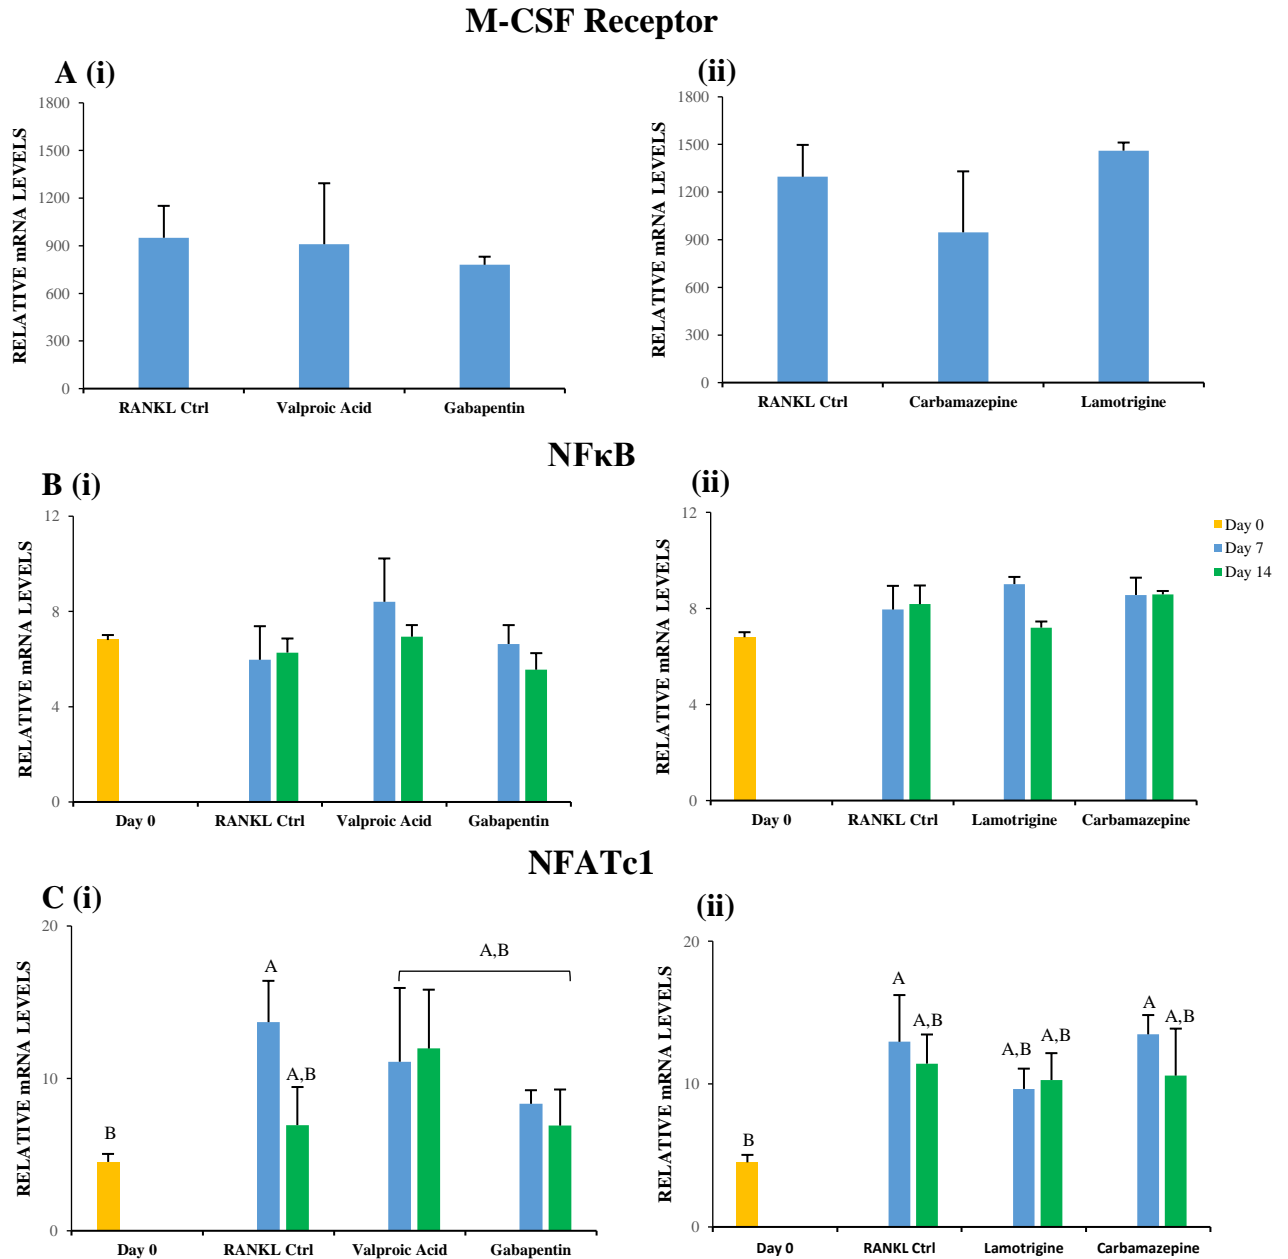 M-CSF Receptor
A (i)
RELATIVE mRNA LEVELS
1800
1500
1200
900
600
300
0
RANKL Ctrl Valproic Acid Gabapentin
(ii)
RELATIVE mRNA LEVELS
1800
1500
1200
900
600
300
0
RANKL Ctrl Carbamazepine Lamotrigine
NFκB
B (i)
RELATIVE mRNA LEVELS
12
8
4
0
Day 0 RANKL Ctrl Valproic Acid Gabapentin
(ii)
RELATIVE mRNA LEVELS
12
8
4
0
Day 0 RANKL Ctrl Lamotrigine Carbamazepine
Day 0
Day 7
Day 14
NFATc1
C (i)
RELATIVE mRNA LEVELS
20
10
0
B
A
A,B
A,B
Day 0 RANKL Ctrl Valproic Acid Gabapentin
(ii)
RELATIVE mRNA LEVELS
20
10
0
B
A
A,B
A,B
A,B
A
A,B
Day 0 RANKL Ctrl Lamotrigine Carbamazepine